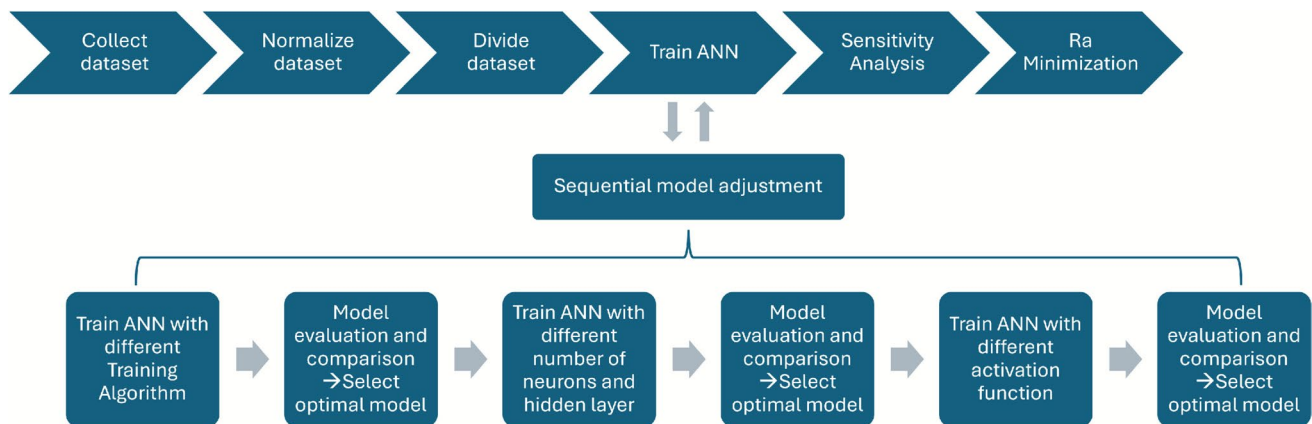 Collect
dataset
Normalize
dataset
Divide
dataset
Train ANN
Sensitivity
Analysis
Ra
Minimization
Sequential model adjustment
Train ANN with
different
Training
Algorithm
Model
evaluation and
comparison
→Select
optimal model
Train ANN with
different
number of
neurons and
hidden layer
Model
evaluation and
comparison
→Select
optimal model
Train ANN with
different
activation
function
Model
evaluation and
comparison
→Select
optimal model